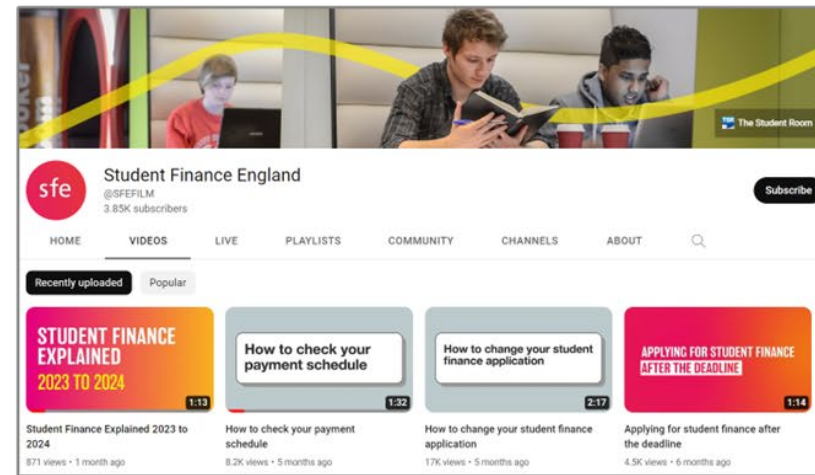 TSR The Student Room
sfe
Student Finance England
@SFEFILM
3.85K subscribers
Subscribe
HOME VIDEOS LIVE PLAYLISTS COMMUNITY CHANNELS ABOUT
Recently uploaded Popular
STUDENT FINANCE
EXPLAINED
2023 TO 2024
1:13
How to check your
payment schedule
1:32
How to change your student
finance application
2:17
APPLYING FOR STUDENT FINANCE
AFTER THE DEADLINE
1:14
Student Finance Explained 2023 to
2024
871 views • 1 month ago
How to check your payment
schedule
8.2K views • 5 months ago
How to change your student finance
application
17K views • 5 months ago
Applying for student finance after
the deadline
4.5K views • 6 months ago